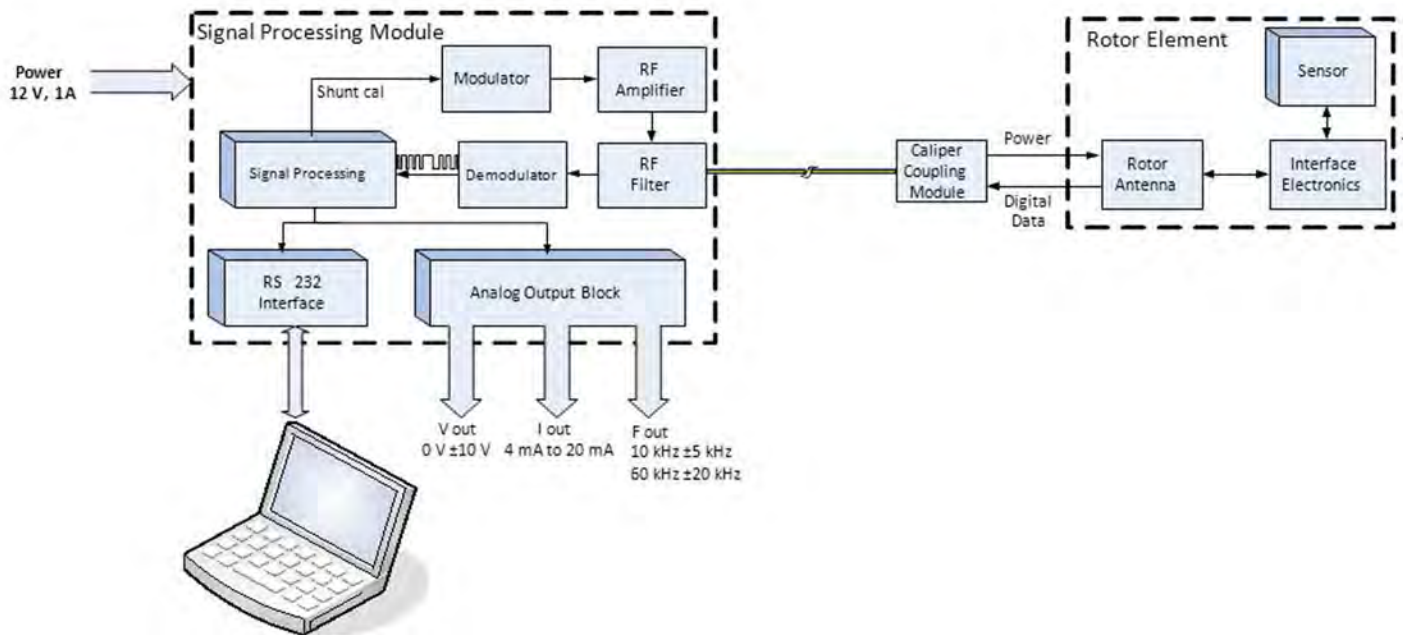 Signal Processing Module
Power
12 V, 1A
Shunt cal
Modulator
RF
Amplifier
Signal Processing
Demodulator
RF
Filter
RS 232
Interface
Analog Output Block
V out
0 V ±10 V
I out
4 mA to 20 mA
F out
10 kHz ±5 kHz
60 kHz ±20 kHz
Caliper
Coupling
Module
Power
Digital
Data
Rotor Element
Sensor
Rotor
Antenna
Interface
Electronics